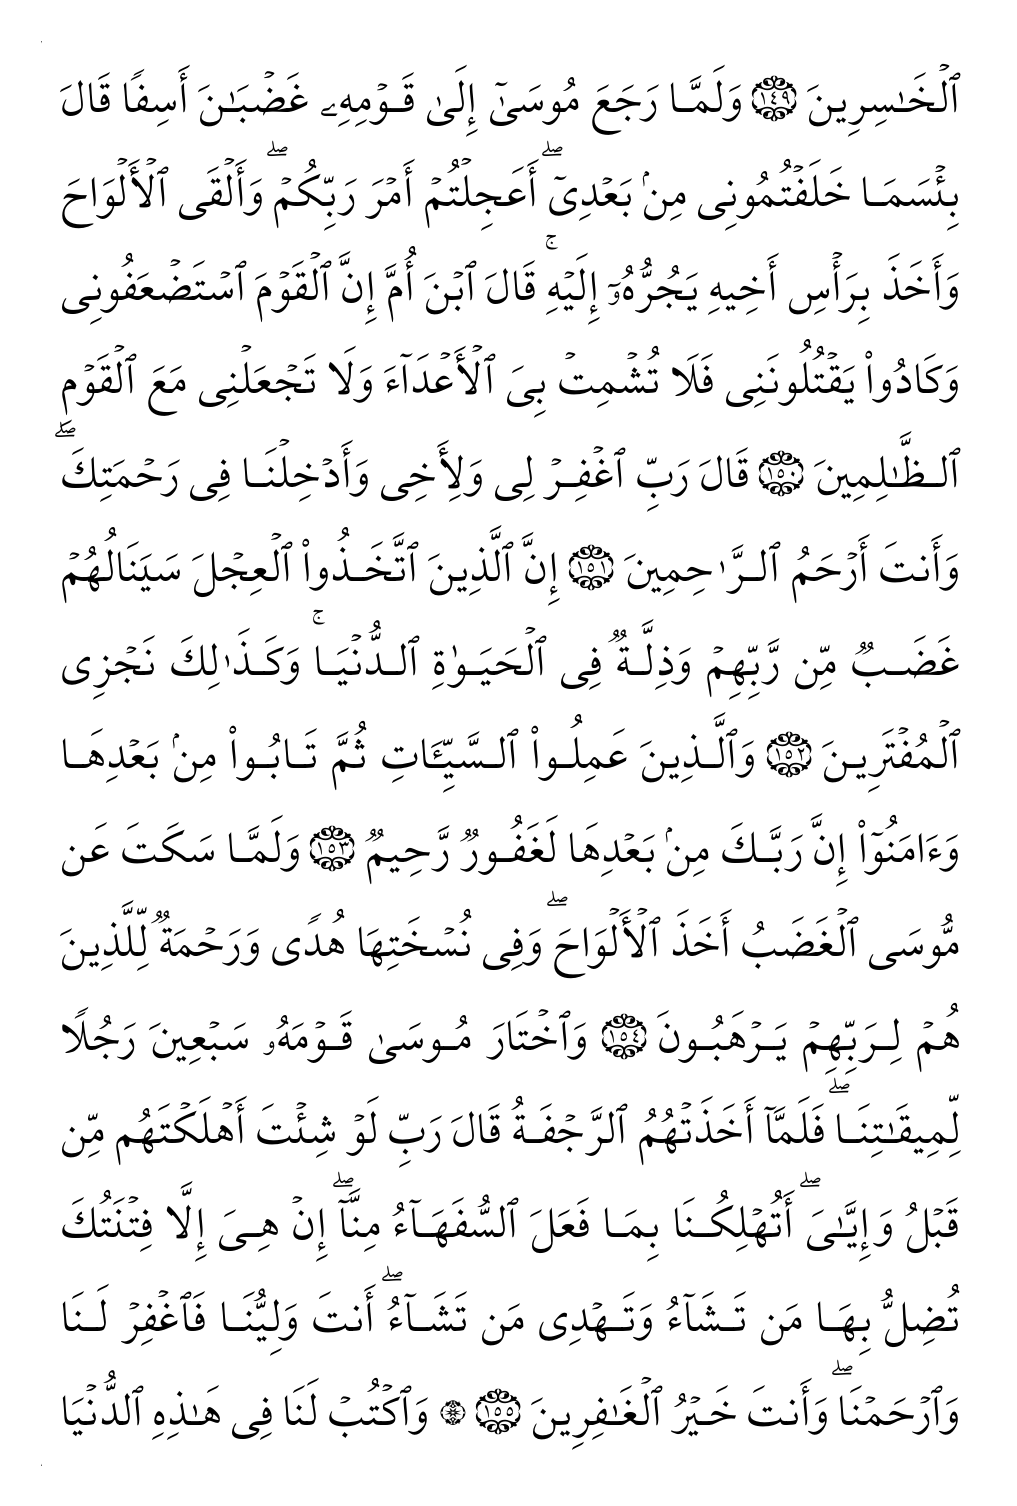 ٱلۡخَٰسِرِينَ ١٤٩ وَلَمَّا رَجَعَ مُوسَىٰٓ إِلَىٰ قَوۡمِهِۦ غَضۡبَٰنَ أَسِفٗا قَالَ
بِئۡسَمَا خَلَفۡتُمُونِي مِنۢ بَعۡدِيٓۖ أَعَجِلۡتُمۡ أَمۡرَ رَبِّكُمۡۖ وَأَلۡقَى ٱلۡأَلۡوَاحَ
وَأَخَذَ بِرَأۡسِ أَخِيهِ يَجُرُّهُۥٓ إِلَيۡهِۚ قَالَ ٱبۡنَ أُمَّ إِنَّ ٱلۡقَوۡمَ ٱسۡتَضۡعَفُونِي
وَكَادُواْ يَقۡتُلُونَنِي فَلَا تُشۡمِتۡ بِيَ ٱلۡأَعۡدَآءَ وَلَا تَجۡعَلۡنِي مَعَ ٱلۡقَوۡمِ
ٱلظَّٰلِمِينَ ١٥٠ قَالَ رَبِّ ٱغۡفِرۡ لِي وَلِأَخِي وَأَدۡخِلۡنَا فِي رَحۡمَتِكَۖ
وَأَنتَ أَرۡحَمُ ٱلرَّٰحِمِينَ ١٥١ إِنَّ ٱلَّذِينَ ٱتَّخَذُواْ ٱلۡعِجۡلَ سَيَنَالُهُمۡ
غَضَبٞ مِّن رَّبِّهِمۡ وَذِلَّةٞ فِي ٱلۡحَيَوٰةِ ٱلدُّنۡيَاۚ وَكَذَٰلِكَ نَجۡزِي
ٱلۡمُفۡتَرِينَ ١٥٢ وَٱلَّذِينَ عَمِلُواْ ٱلسَّيِّـَٔاتِ ثُمَّ تَابُواْ مِنۢ بَعۡدِهَا
وَءَامَنُوٓاْ إِنَّ رَبَّكَ مِنۢ بَعۡدِهَا لَغَفُورٞ رَّحِيمٞ ١٥٣ وَلَمَّا سَكَتَ عَن
مُّوسَى ٱلۡغَضَبُ أَخَذَ ٱلۡأَلۡوَاحَۖ وَفِي نُسۡخَتِهَا هُدٗى وَرَحۡمَةٞ لِّلَّذِينَ
هُمۡ لِرَبِّهِمۡ يَرۡهَبُونَ ١٥٤ وَٱخۡتَارَ مُوسَىٰ قَوۡمَهُۥ سَبۡعِينَ رَجُلٗا
لِّمِيقَٰتِنَاۖ فَلَمَّآ أَخَذَتۡهُمُ ٱلرَّجۡفَةُ قَالَ رَبِّ لَوۡ شِئۡتَ أَهۡلَكۡتَهُم مِّن
قَبۡلُ وَإِيَّٰيَۖ أَتُهۡلِكُنَا بِمَا فَعَلَ ٱلسُّفَهَآءُ مِنَّآۖ إِنۡ هِيَ إِلَّا فِتۡنَتُكَ
تُضِلُّ بِهَا مَن تَشَآءُ وَتَهۡدِي مَن تَشَآءُۖ أَنتَ وَلِيُّنَا فَٱغۡفِرۡ لَنَا
وَٱرۡحَمۡنَاۖ وَأَنتَ خَيۡرُ ٱلۡغَٰفِرِينَ ١٥٥ ۞ وَٱكۡتُبۡ لَنَا فِي هَٰذِهِ ٱلدُّنۡيَا